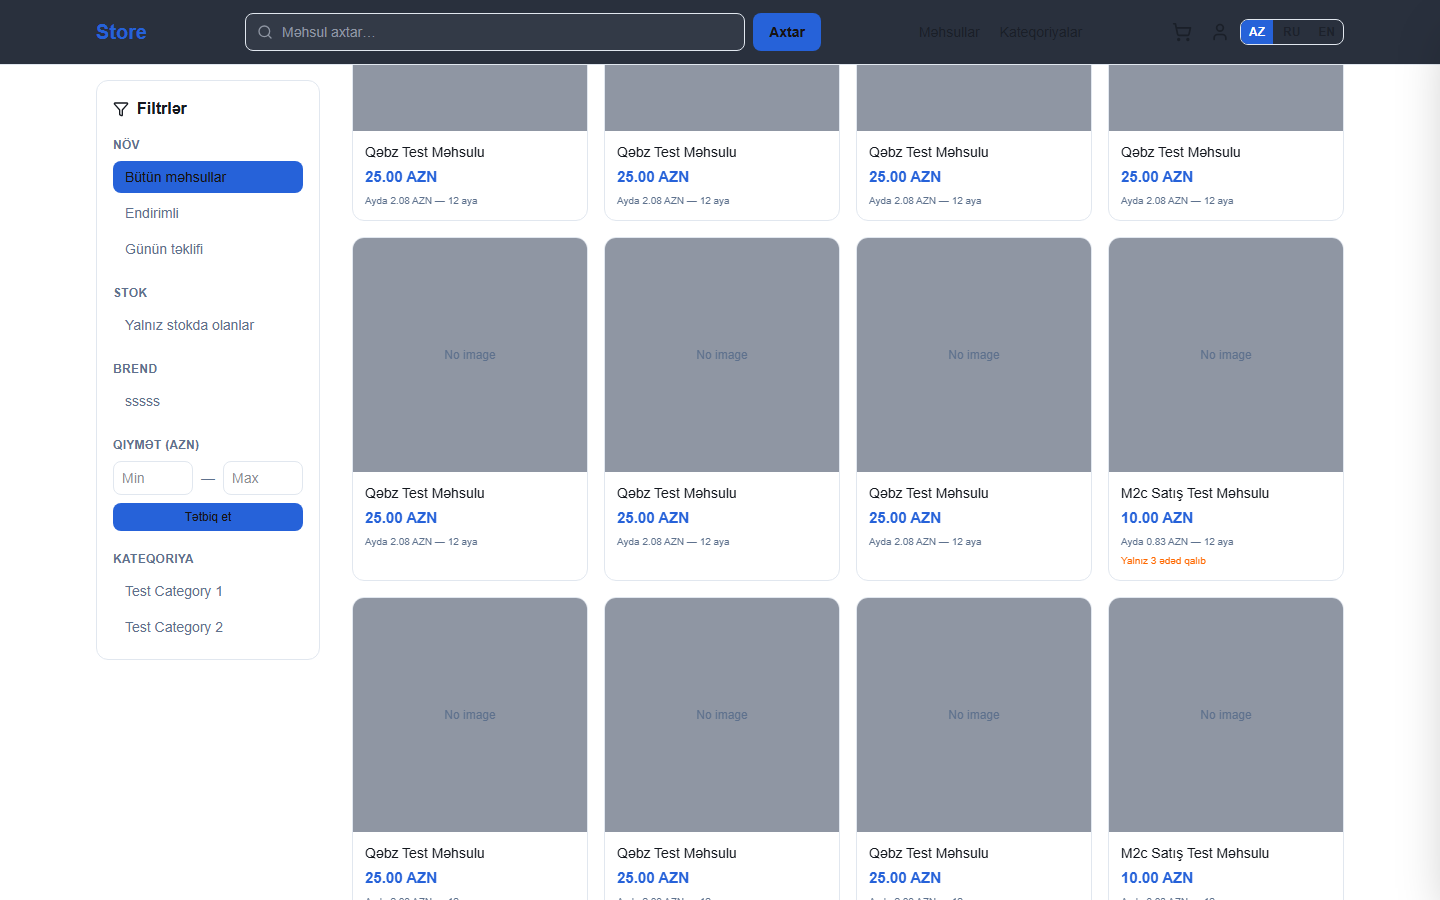 Store
Məhsul axtar...
Axtar
Məhsullar
Kateqoriyalar
AZ
RU
EN
Filtrlər
NÖV
Bütün məhsullar
Endirimli
Günün təklifi
STOK
Yalnız stokda olanlar
BREND
sssss
QIYMƏT (AZN)
Min — Max
Tətbiq et
KATEQORIYA
Test Category 1
Test Category 2
Qəbz Test Məhsulu
25.00 AZN
Ayda 2.08 AZN — 12 aya
Qəbz Test Məhsulu
25.00 AZN
Ayda 2.08 AZN — 12 aya
Qəbz Test Məhsulu
25.00 AZN
Ayda 2.08 AZN — 12 aya
Qəbz Test Məhsulu
25.00 AZN
Ayda 2.08 AZN — 12 aya
No image
Qəbz Test Məhsulu
25.00 AZN
Ayda 2.08 AZN — 12 aya
No image
Qəbz Test Məhsulu
25.00 AZN
Ayda 2.08 AZN — 12 aya
No image
Qəbz Test Məhsulu
25.00 AZN
Ayda 2.08 AZN — 12 aya
No image
M2c Satış Test Məhsulu
10.00 AZN
Ayda 0.83 AZN — 12 aya
Yalnız 3 ədəd qalıb
No image
Qəbz Test Məhsulu
25.00 AZN
No image
Qəbz Test Məhsulu
25.00 AZN
No image
Qəbz Test Məhsulu
25.00 AZN
No image
M2c Satış Test Məhsulu
10.00 AZN